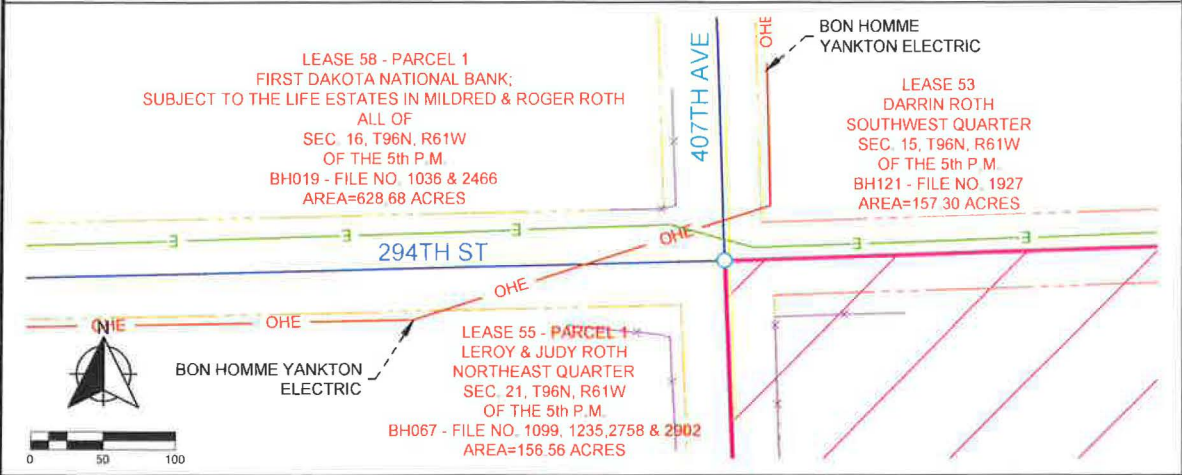 BON HOMME
YANKTON ELECTRIC
OHE
407TH AVE
LEASE 58 - PARCEL 1
FIRST DAKOTA NATIONAL BANK;
SUBJECT TO THE LIFE ESTATES IN MILDRED & ROGER ROTH
ALL OF
SEC. 16, T96N, R61W
OF THE 5th P.M.
BH019 - FILE NO. 1036 & 2466
AREA=628.68 ACRES
LEASE 53
DARRIN ROTH
SOUTHWEST QUARTER
SEC. 15, T96N, R61W
OF THE 5th P.M.
BH121 - FILE NO. 1927
AREA=157.30 ACRES
E
E
E
OHE
E
E
294TH ST
OHE
OHE
OHE
N
BON HOMME YANKTON
ELECTRIC
LEASE 55 - PARCEL 1
LEROY & JUDY ROTH
NORTHEAST QUARTER
SEC. 21, T96N, R61W
OF THE 5th P.M.
BH067 - FILE NO. 1099, 1235,2758 & 2902
AREA=156.56 ACRES
0 50 100